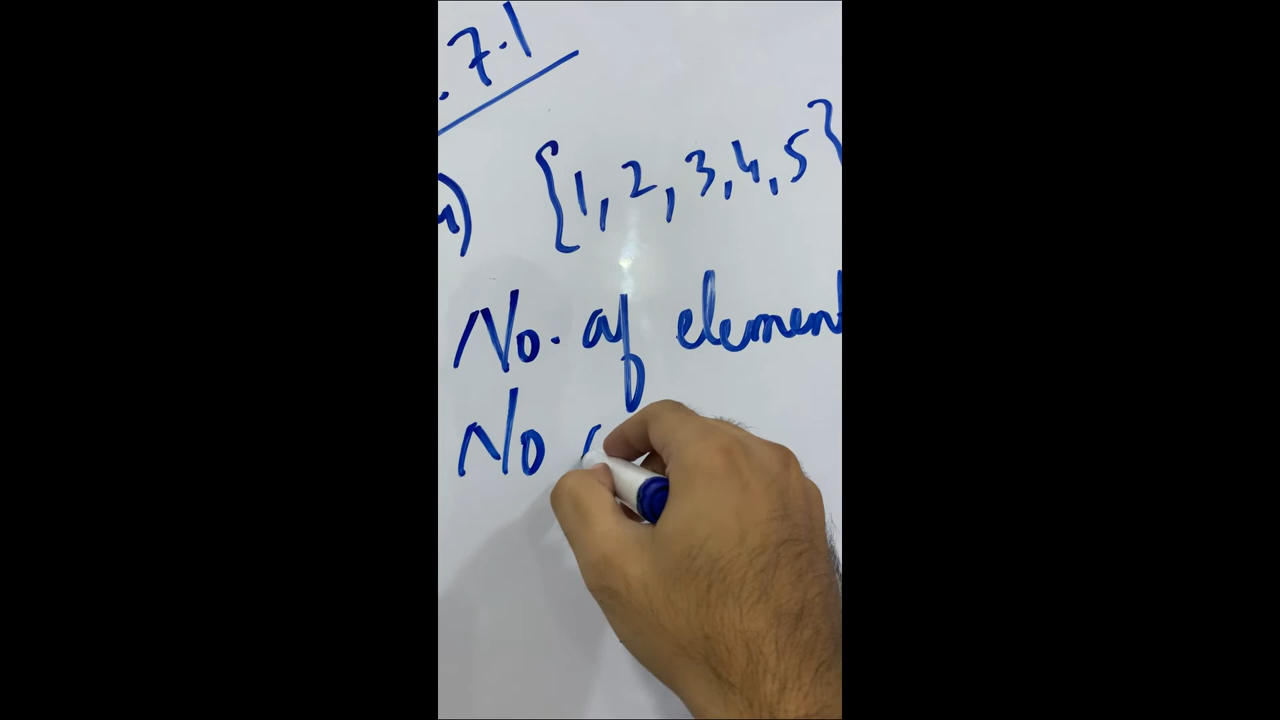 .7.1
) {1, 2, 3, 4, 5}
No. of element
No